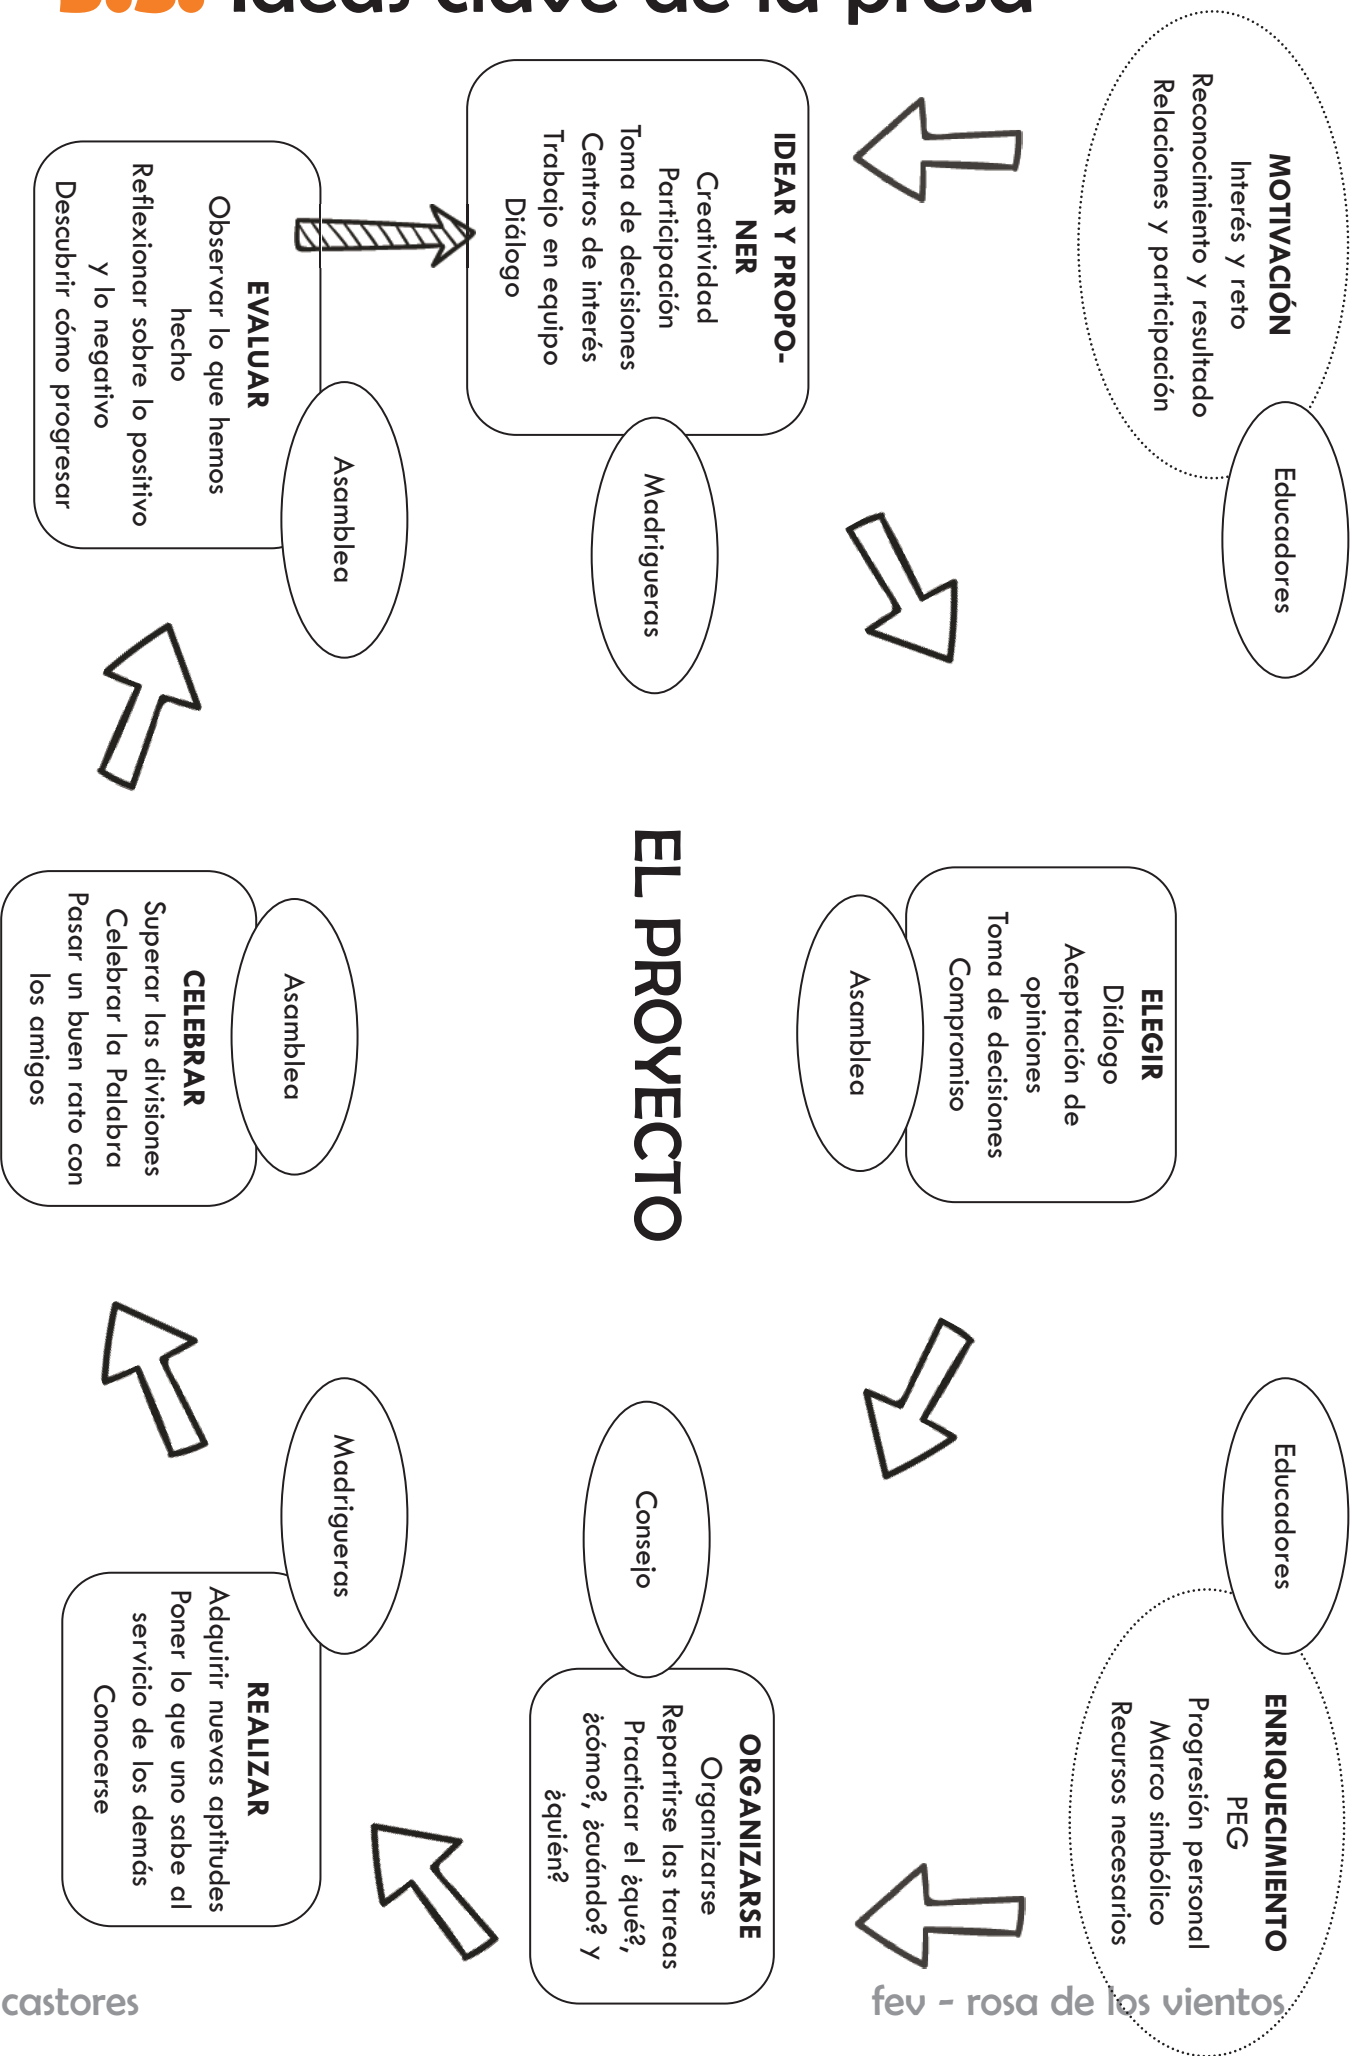 Ideas clave de la presa
MOTIVACIÓN
Interés y reto
Reconocimiento y resultado
Relaciones y participación
Educadores
IDEAR Y PROPO-
NER
Creatividad
Participación
Toma de decisiones
Centros de interés
Trabajo en equipo
Diálogo
Madrigueras
ELEGIR
Diálogo
Aceptación de
opiniones
Toma de decisiones
Compromiso
Asamblea
Educadores
ENRIQUECIMIENTO
PEG
Progresión personal
Marco simbólico
Recursos necesarios
EL PROYECTO
Consejo
ORGANIZARSE
Organizarse
Repartirse las tareas
Practicar el ¿qué?,
¿cómo?, ¿cuándo? y
¿quién?
Madrigueras
REALIZAR
Adquirir nuevas aptitudes
Poner lo que uno sabe al
servicio de los demás
Conocerse
Asamblea
CELEBRAR
Superar las divisiones
Celebrar la Palabra
Pasar un buen rato con
los amigos
Asamblea
EVALUAR
Observar lo que hemos
hecho
Reflexionar sobre lo positivo
y lo negativo
Descubrir cómo progresar
castores
fev - rosa de los vientos